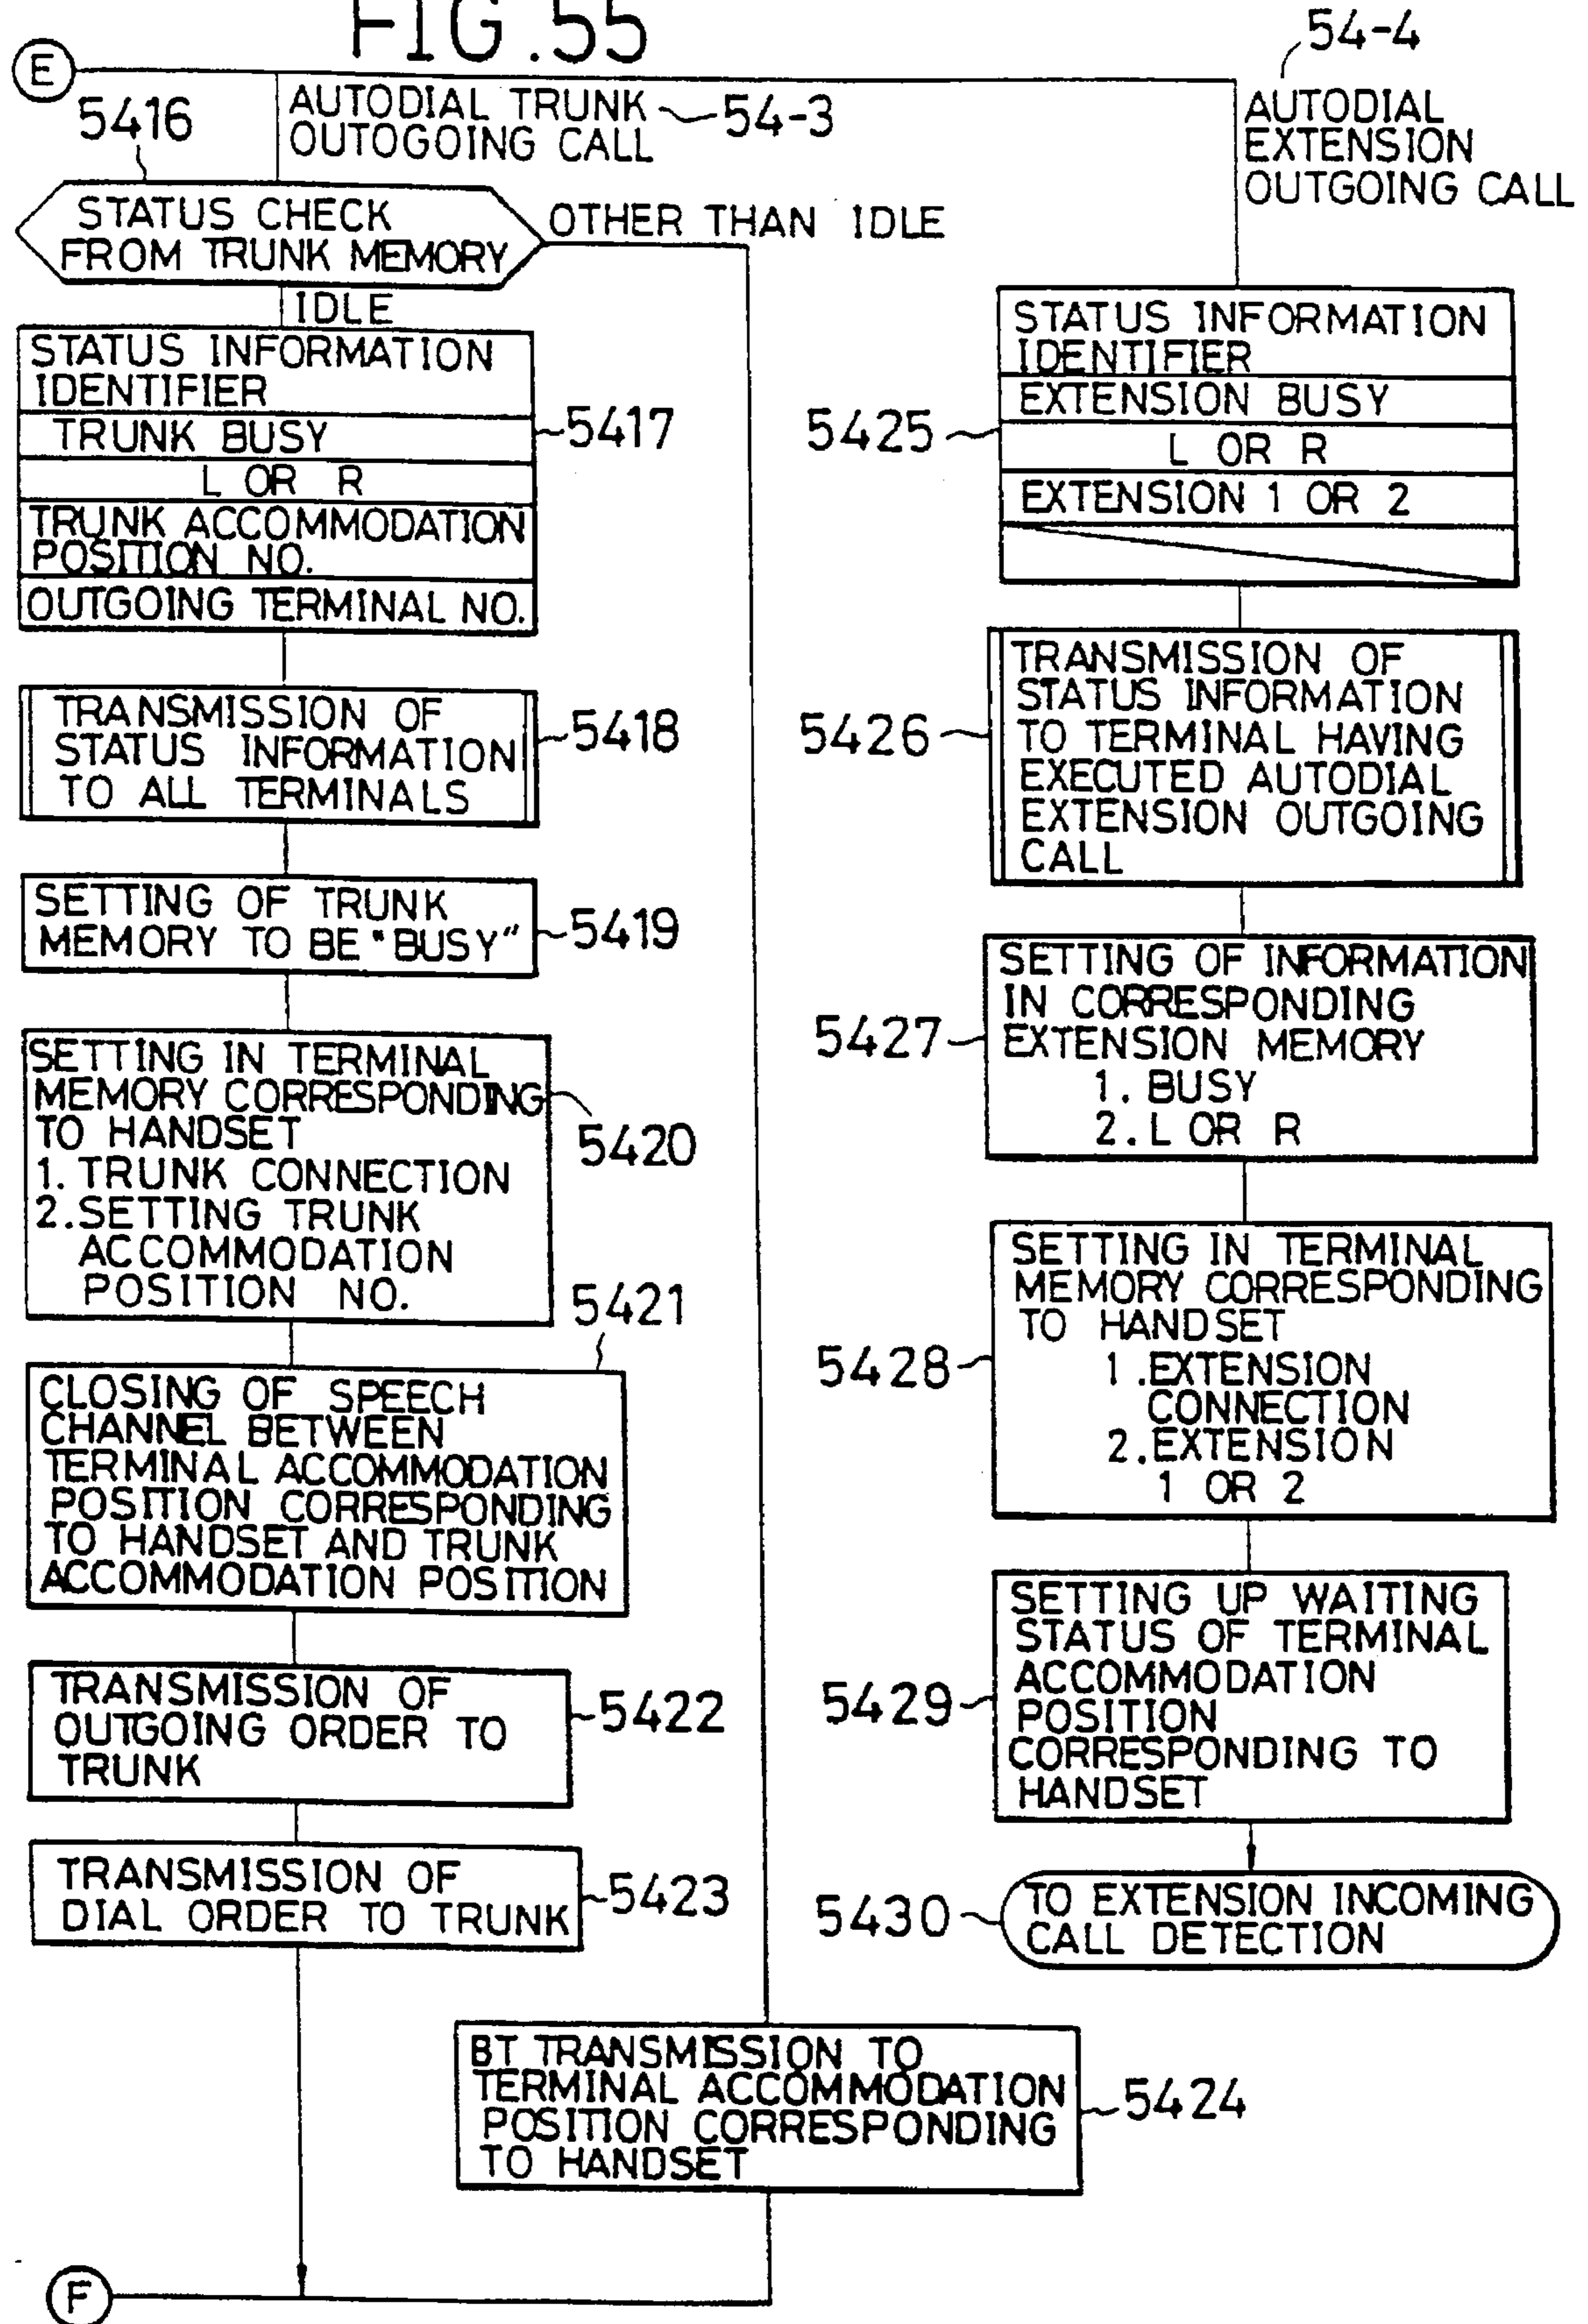 FIG.55
E
AUTODIAL TRUNK
OUTOGOING CALL
54-3
54-4
AUTODIAL
EXTENSION
OUTGOING CALL
5416
STATUS CHECK
FROM TRUNK MEMORY
OTHER THAN IDLE
IDLE
STATUS INFORMATION
IDENTIFIER
TRUNK BUSY
L OR R
TRUNK ACCOMMODATION
POSITION NO.
OUTGOING TERMINAL NO.
5417
TRANSMISSION OF
STATUS INFORMATION
TO ALL TERMINALS
5418
SETTING OF TRUNK
MEMORY TO BE "BUSY"
5419
SETTING IN TERMINAL
MEMORY CORRESPONDING
TO HANDSET
1. TRUNK CONNECTION
2. SETTING TRUNK
ACCOMMODATION
POSITION NO.
5420
5421
CLOSING OF SPEECH
CHANNEL BETWEEN
TERMINAL ACCOMMODATION
POSITION CORRESPONDING
TO HANDSET AND TRUNK
ACCOMMODATION POSITION
TRANSMISSION OF
OUTGOING ORDER TO
TRUNK
5422
TRANSMISSION OF
DIAL ORDER TO TRUNK
5423
BT TRANSMISSION TO
TERMINAL ACCOMMODATION
POSITION CORRESPONDING
TO HANDSET
5424
F
STATUS INFORMATION
IDENTIFIER
EXTENSION BUSY
L OR R
EXTENSION 1 OR 2
5425
TRANSMISSION OF
STATUS INFORMATION
TO TERMINAL HAVING
EXECUTED AUTODIAL
EXTENSION OUTGOING
CALL
5426
SETTING OF INFORMATION
IN CORRESPONDING
EXTENSION MEMORY
1. BUSY
2. L OR R
5427
SETTING IN TERMINAL
MEMORY CORRESPONDING
TO HANDSET
1. EXTENSION
CONNECTION
2. EXTENSION
1 OR 2
5428
SETTING UP WAITING
STATUS OF TERMINAL
ACCOMMODATION
POSITION
CORRESPONDING TO
HANDSET
5429
TO EXTENSION INCOMING
CALL DETECTION
5430